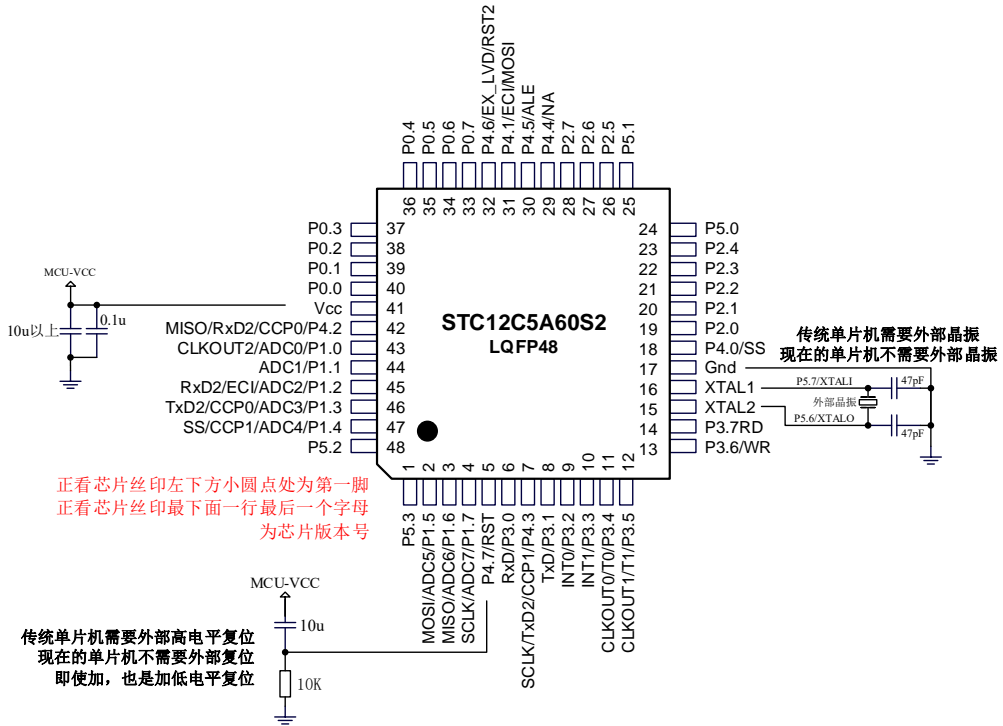 P0.4
P0.5
P0.6
P0.7
P4.6/EX_LVD/RST2
P4.1/ECI/MOSI
P4.5/ALE
P4.4/NA
P2.7
P2.6
P2.5
P5.1
36
35
34
33
32
31
30
29
28
27
26
25
P0.3
37
P0.2
38
P0.1
39
P0.0
40
Vcc
41
MISO/RxD2/CCP0/P4.2
42
CLKOUT2/ADC0/P1.0
43
ADC1/P1.1
44
RxD2/ECI/ADC2/P1.2
45
TxD2/CCP0/ADC3/P1.3
46
SS/CCP1/ADC4/P1.4
47
P5.2
48
MCU-VCC
10u以上
0.1u
STC12C5A60S2
LQFP48
24
P5.0
23
P2.4
22
P2.3
21
P2.2
20
P2.1
19
P2.0
18
P4.0/SS
17
Gnd
16
XTAL1
15
XTAL2
14
P3.7RD
13
P3.6/WR
传统单片机需要外部晶振
现在的单片机不需要外部晶振
P5.7/XTALI
47pF
外部晶振
P5.6/XTALO
47pF
正看芯片丝印左下方小圆点处为第一脚
正看芯片丝印最下面一行最后一个字母
为芯片版本号
1
2
3
4
5
6
7
8
9
10
11
12
P5.3
MOSI/ADC5/P1.5
MISO/ADC6/P1.6
SCLK/ADC7/P1.7
P4.7/RST
RxD/P3.0
SCLK/TxD2/CCP1/P4.3
TxD/P3.1
INT0/P3.2
INT1/P3.3
CLKOUT0/T0/P3.4
CLKOUT1/T1/P3.5
MCU-VCC
10u
传统单片机需要外部高电平复位
现在的单片机不需要外部复位
即使加，也是加低电平复位
10K